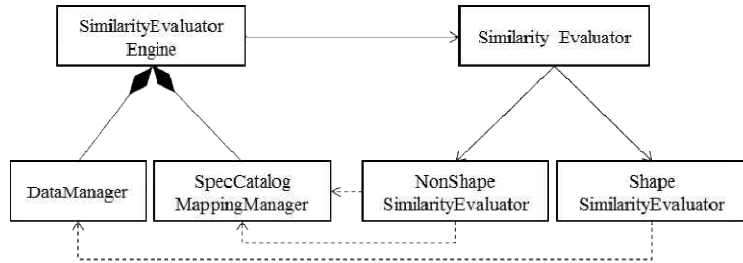 SimilarityEvaluator
Engine
Similarity Evaluator
DataManager
SpecCatalog
MappingManager
NonShape
SimilarityEvaluator
Shape
SimilarityEvaluator